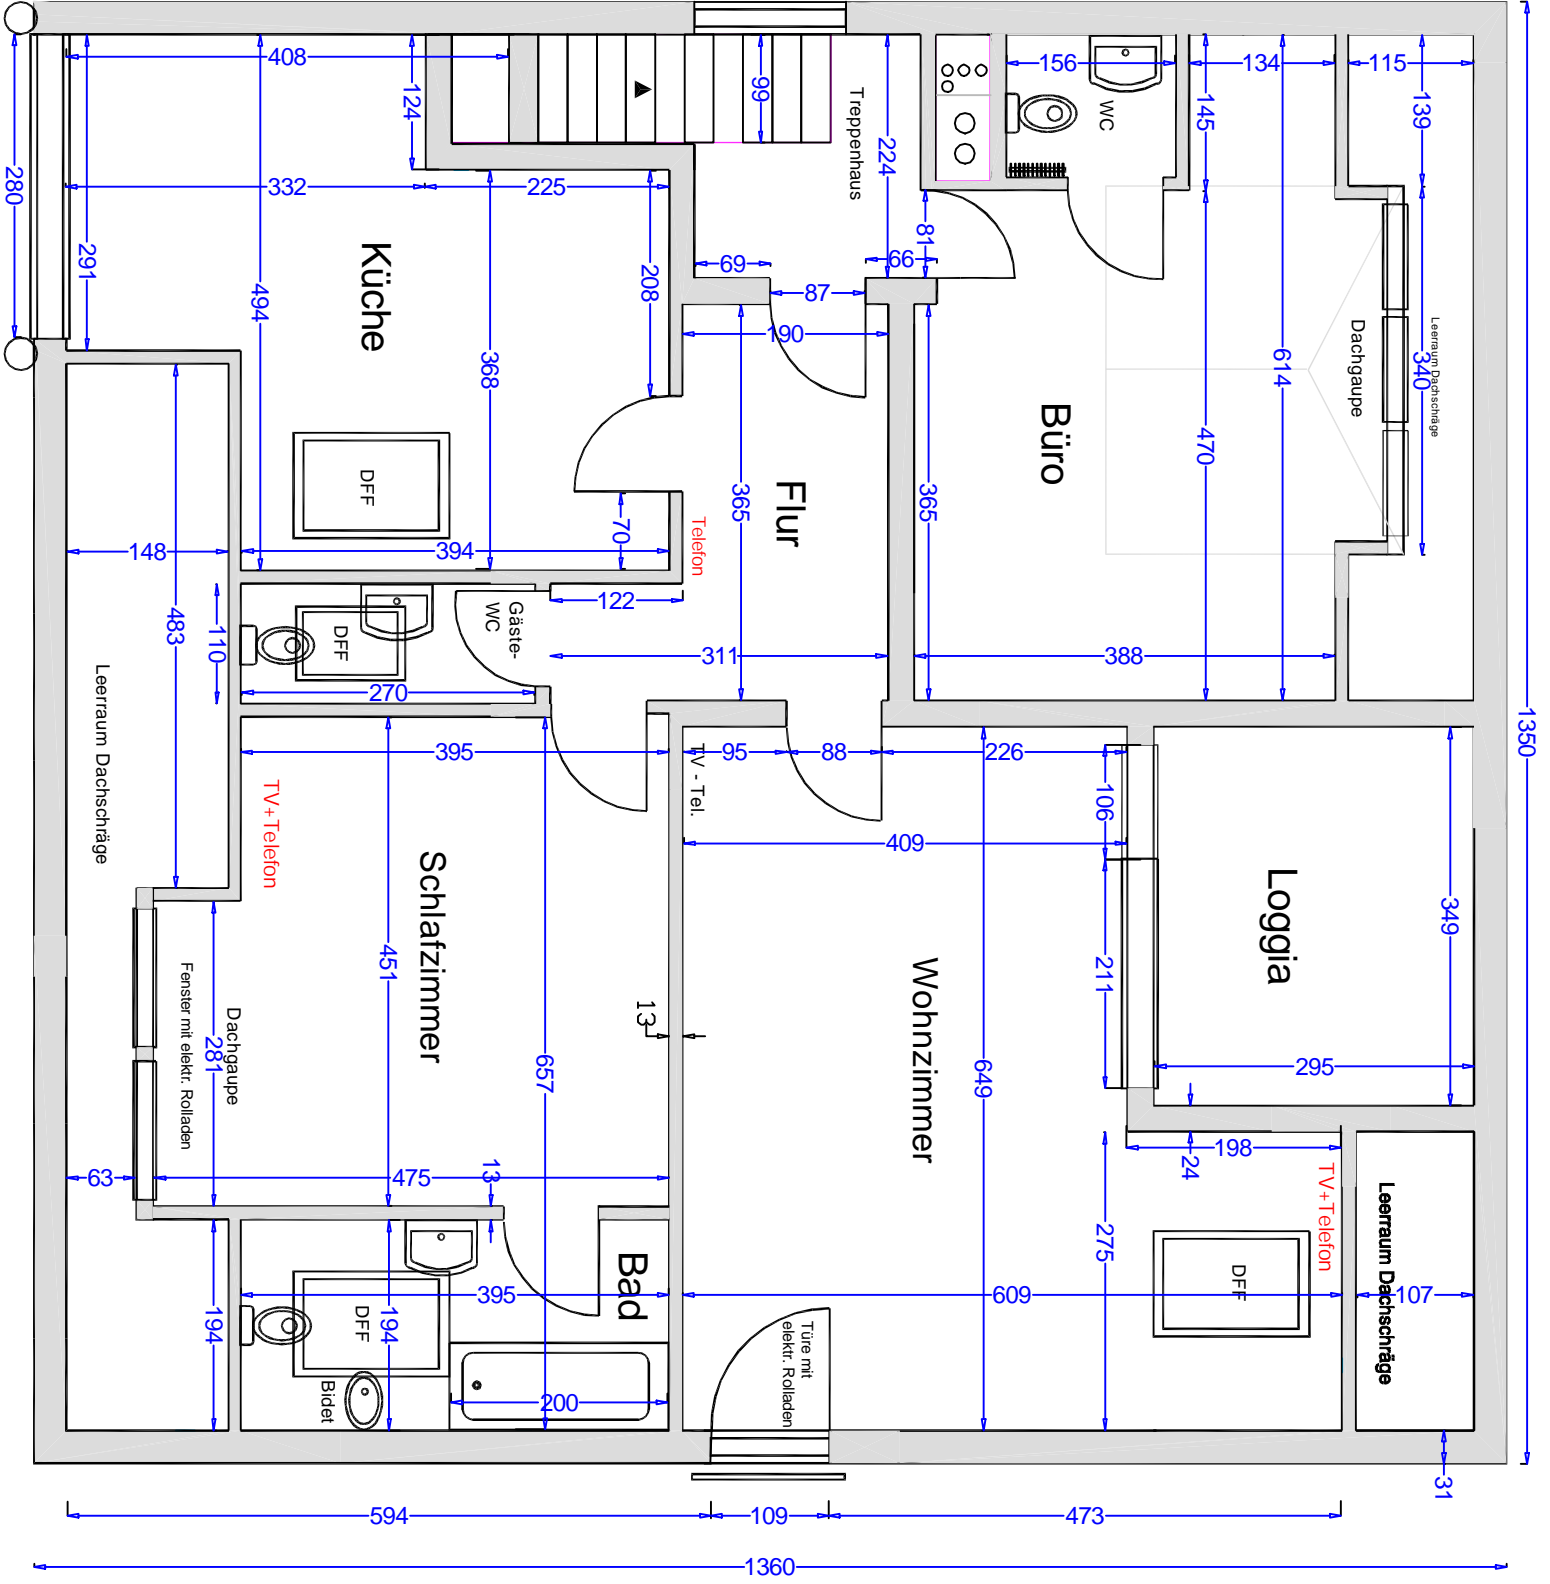 408
124
99
Treppenhaus
224
156
WC
145
134
115
139
280
291
332
225
494
Küche
368
208
69
87
66
81
190
365
365
Flur
Büro
614
470
Dachgaupe
340
Leerraum Dachschräge
DFF
70
Telefon
394
148
483
110
122
Gäste-
WC
DFF
270
311
388
1350
Leerraum Dachschräge
395
TV - Tel.
95
88
226
106
409
TV+Telefon
Schlafzimmer
451
657
13
Wohnzimmer
649
211
Loggia
349
295
Dachgaupe
281
Fenster mit elektr. Rolladen
63
475
13
198
24
TV+Telefon
275
DFF
Leerraum Dachschräge
107
194
395
194
DFF
Bad
Bidet
200
609
Türe mit
elektr. Rolladen
31
594
109
473
1360